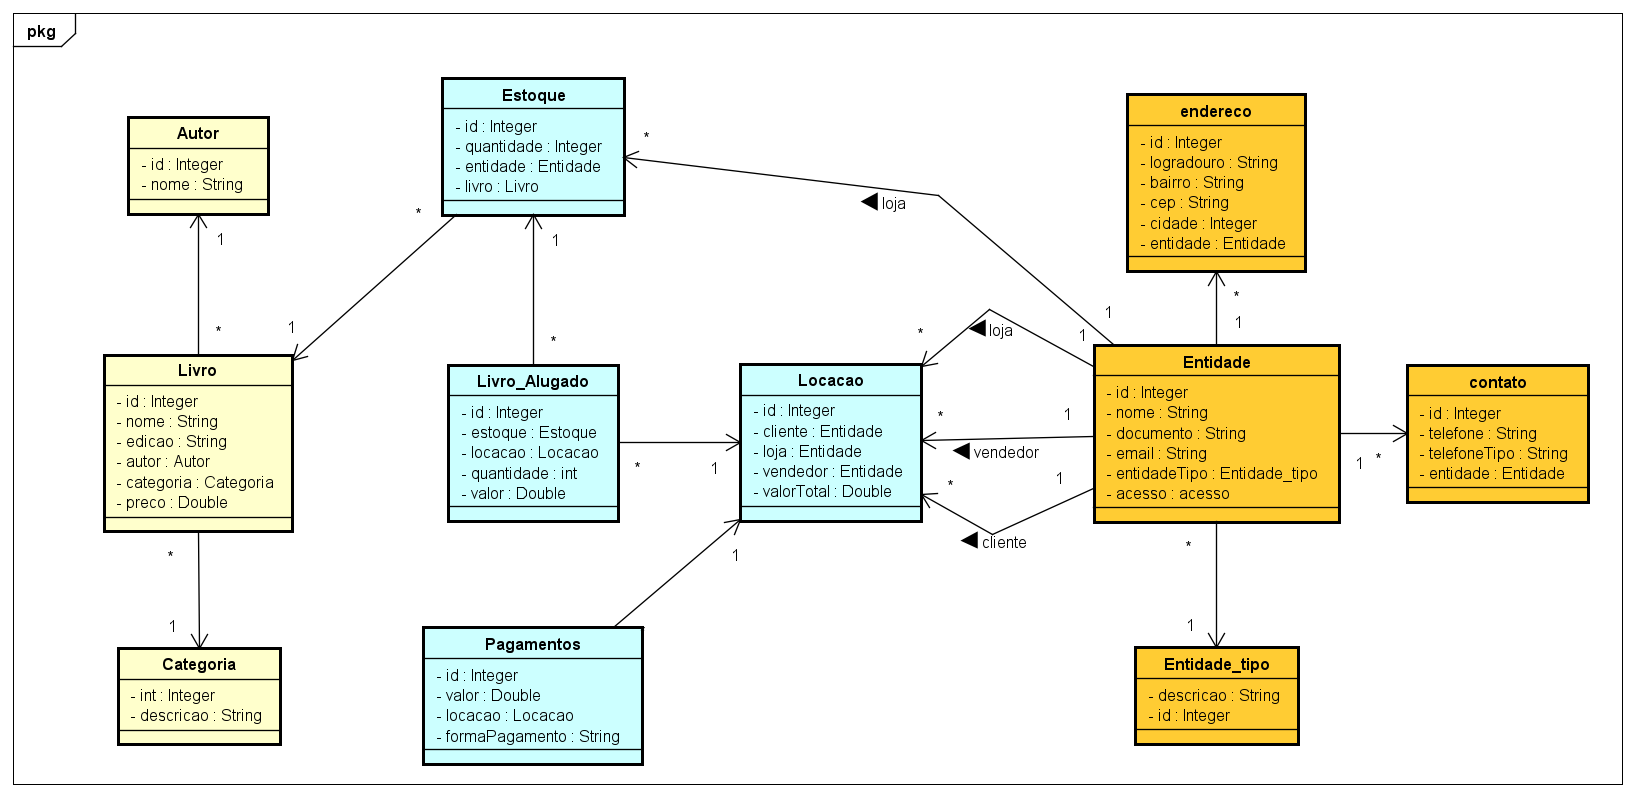 pkg
Autor
- id : Integer
- nome : String
Estoque
- id : Integer
- quantidade : Integer
- entidade : Entidade
- livro : Livro
endereco
- id : Integer
- logradouro : String
- bairro : String
- cep : String
- cidade : Integer
- entidade : Entidade
*
◀ loja
1
*
1
*
1
*
1
1
*
1
*
◀ loja
1
*
Livro
- id : Integer
- nome : String
- edicao : String
- autor : Autor
- categoria : Categoria
- preco : Double
Livro_Alugado
- id : Integer
- estoque : Estoque
- locacao : Locacao
- quantidade : int
- valor : Double
Locacao
- id : Integer
- cliente : Entidade
- loja : Entidade
- vendedor : Entidade
- valorTotal : Double
Entidade
- id : Integer
- nome : String
- documento : String
- email : String
- entidadeTipo : Entidade_tipo
- acesso : acesso
contato
- id : Integer
- telefone : String
- telefoneTipo : String
- entidade : Entidade
*
1
◀ vendedor
*
1
*
1
◀ cliente
1
*
*
1
1
*
1
Categoria
- int : Integer
- descricao : String
Pagamentos
- id : Integer
- valor : Double
- locacao : Locacao
- formaPagamento : String
Entidade_tipo
- descricao : String
- id : Integer